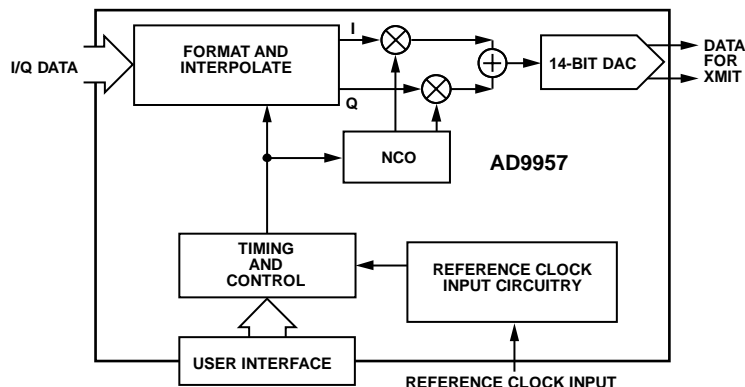 I/Q DATA
FORMAT AND
INTERPOLATE
I
Q
14-BIT DAC
DATA
FOR
XMIT
NCO
AD9957
TIMING
AND
CONTROL
REFERENCE CLOCK
INPUT CIRCUITRY
USER INTERFACE
REFERENCE CLOCK INPUT